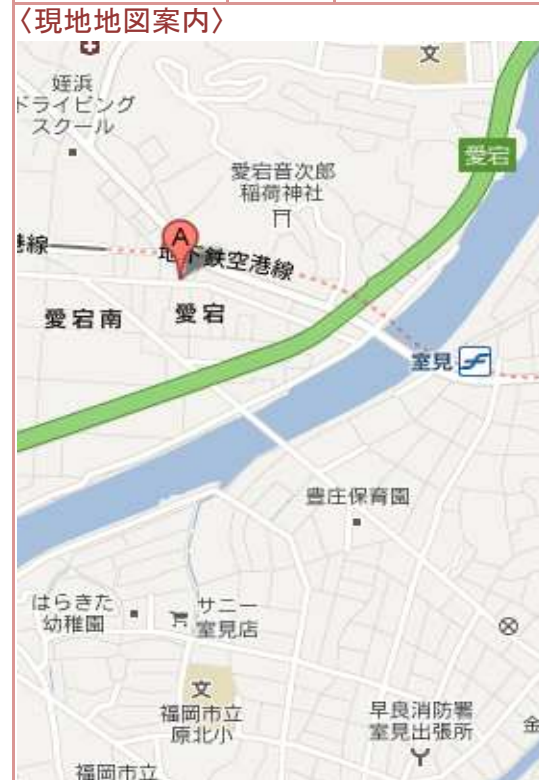 〈現地地図案内〉
文
姪浜
ドライビング
スクール
愛宕
愛宕音次郎
稲荷神社
A
港線
地下鉄空港線
愛宕南
愛宕
室見
豊庄保育園
はらきた
幼稚園
サニー
室見店
文
福岡市立
原北小
早良消防署
室見出張所
金
福岡市立